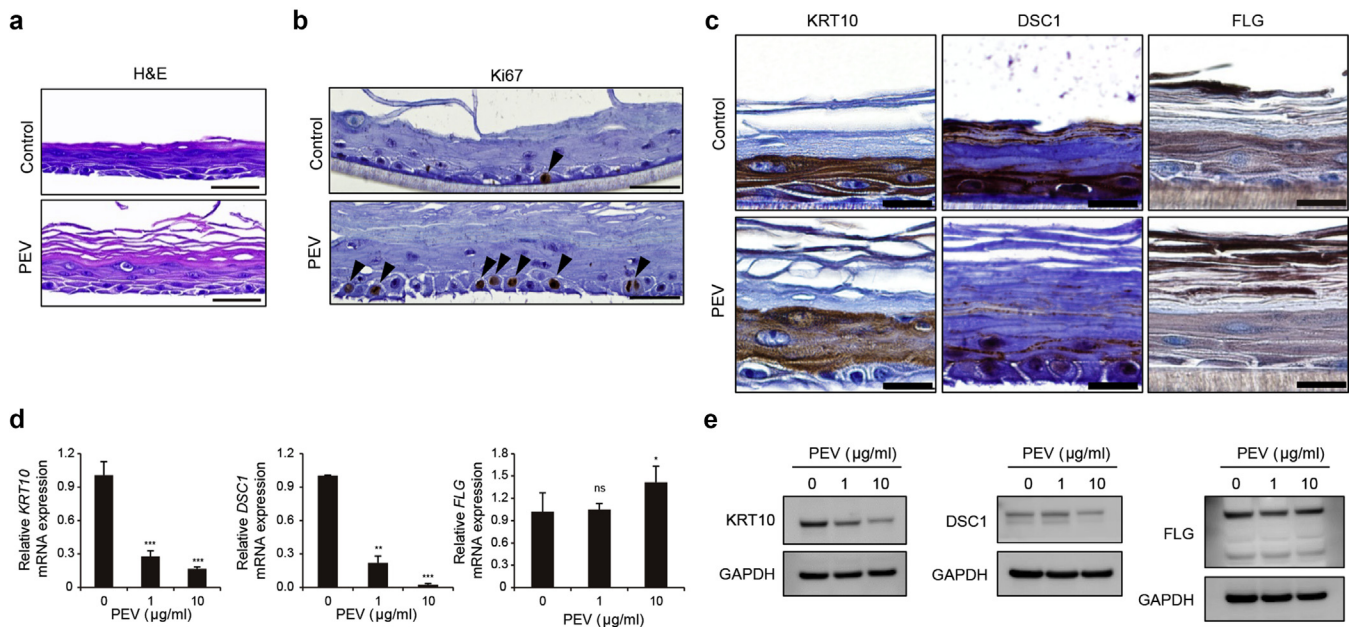 a
H&E
Control
PEV
b
Ki67
Control
PEV
c
KRT10 DSC1 FLG
Control
PEV
d
Relative KRT10
mRNA expression
1.2
0.9
0.6
0.3
0.0
***
***
0 1 10
PEV (µg/ml)
Relative DSC1
mRNA expression
1.2
0.9
0.6
0.3
0.0
**
***
0 1 10
PEV (µg/ml)
Relative FLG
mRNA expression
1.8
1.5
1.2
0.9
0.6
0.3
0.0
ns
*
0 1 10
PEV (µg/ml)
e
PEV (µg/ml)
0 1 10
KRT10
GAPDH
PEV (µg/ml)
0 1 10
DSC1
GAPDH
PEV (µg/ml)
0 1 10
FLG
GAPDH